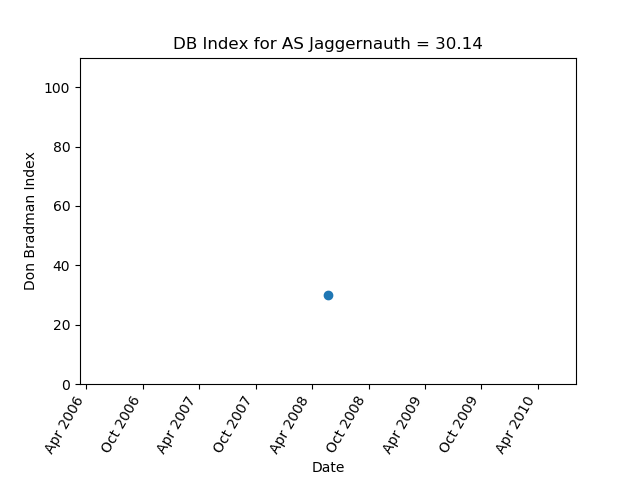 DB Index for AS Jaggernauth = 30.14
100
80
60
40
20
0
Don Bradman Index
Apr 2006
Oct 2006
Apr 2007
Oct 2007
Apr 2008
Oct 2008
Apr 2009
Oct 2009
Apr 2010
Date